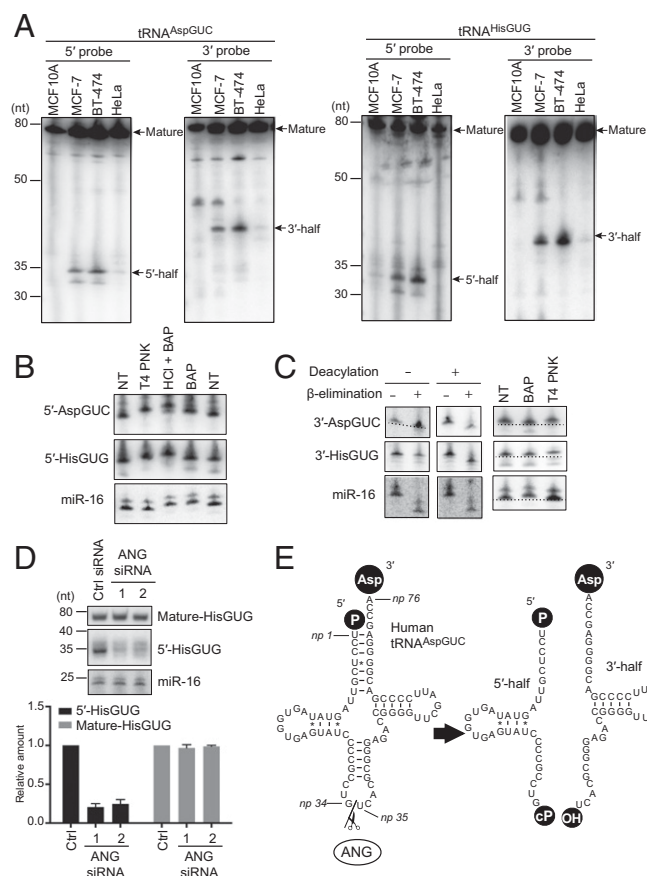 A
tRNAAspGUC
5′ probe
3′ probe
MCF10A
MCF-7
BT-474
HeLa
MCF10A
MCF-7
BT-474
HeLa
(nt)
80
50
35
30
Mature
5′-half
Mature
3′-half
tRNAHisGUG
5′ probe
3′ probe
MCF10A
MCF-7
BT-474
HeLa
MCF10A
MCF-7
BT-474
HeLa
(nt)
80
50
35
30
Mature
5′-half
Mature
3′-half
B
NT
T4 PNK
HCl + BAP
BAP
NT
5′-AspGUC
5′-HisGUG
miR-16
C
Deacylation − +
β-elimination − + − +
NT
BAP
T4 PNK
3′-AspGUC
3′-HisGUG
miR-16
D
Ctrl siRNA
ANG
siRNA
1 2
(nt)
80
60
40
35
25
Mature-HisGUG
5′-HisGUG
miR-16
5′-HisGUG
Mature-HisGUG
Relative amount
1.5
1.0
0.5
0.0
Ctrl 1 2 Ctrl 1 2
ANG
siRNA
ANG
siRNA
E
3′
Asp
5′
P
np 76
np 1
Human
tRNAAspGUC
np 34
np 35
ANG
3′
Asp
5′
P
5′-half
3′-half
cP
OH